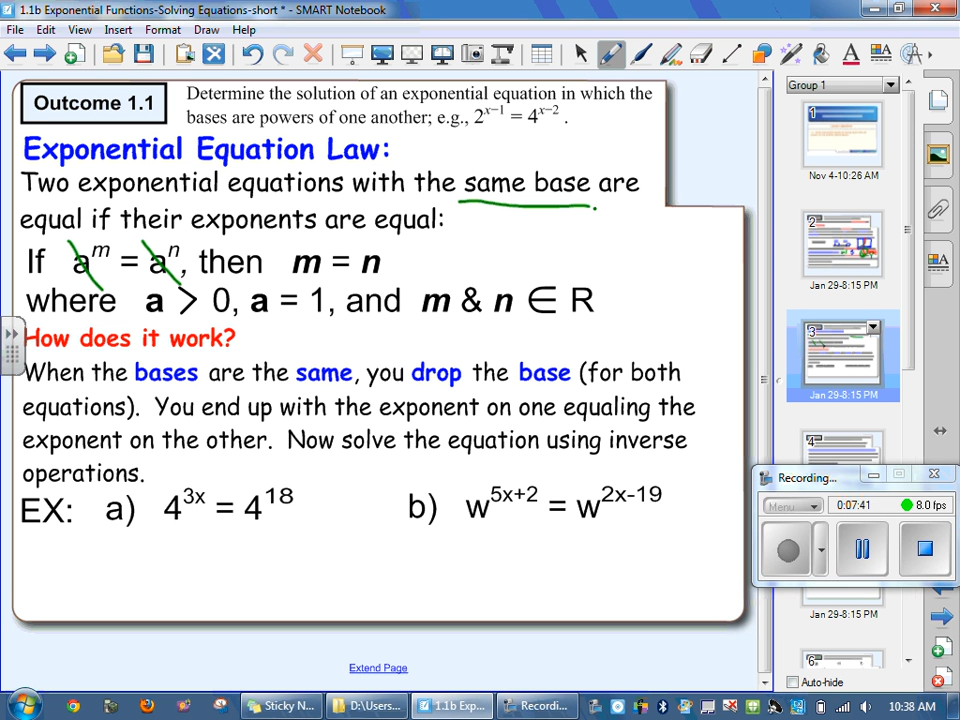 1.1b Exponential Functions-Solving Equations-short * - SMART Notebook
File Edit View Insert Format Draw Help
Outcome 1.1
Determine the solution of an exponential equation in which the
bases are powers of one another; e.g., 2^{x−1} = 4^{x−2} .
Exponential Equation Law:
Two exponential equations with the same base are
equal if their exponents are equal:
If a^m = a^n, then m = n
where a > 0, a = 1, and m & n ∈ R
How does it work?
When the bases are the same, you drop the base (for both
equations). You end up with the exponent on one equaling the
exponent on the other. Now solve the equation using inverse
operations.
EX: a) 4^{3x} = 4^{18} b) w^{5x+2} = w^{2x-19}
Extend Page
Group 1
1
Nov 4-10:26 AM
2
Jan 29-8:15 PM
3
Jan 29-8:15 PM
4
Recording...
Menu
0:07:41
8.0 fps
Jan 29-8:15 PM
6
Auto-hide
Sticky N...
D:\Users...
1.1b Exp...
Recordi...
10:38 AM